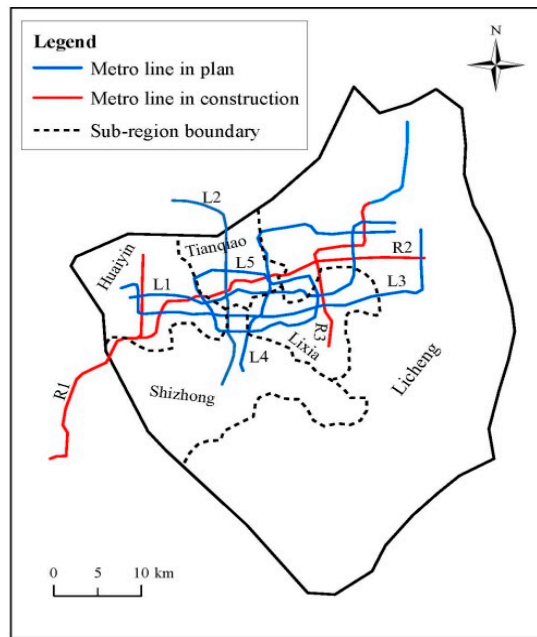 Legend
Metro line in plan
Metro line in construction
Sub-region boundary
N
L2
Tianqiao
Huaiyin
R2
L5
L1
L3
R3
Lixia
L4
Licheng
R1
Shizhong
0 5 10 km